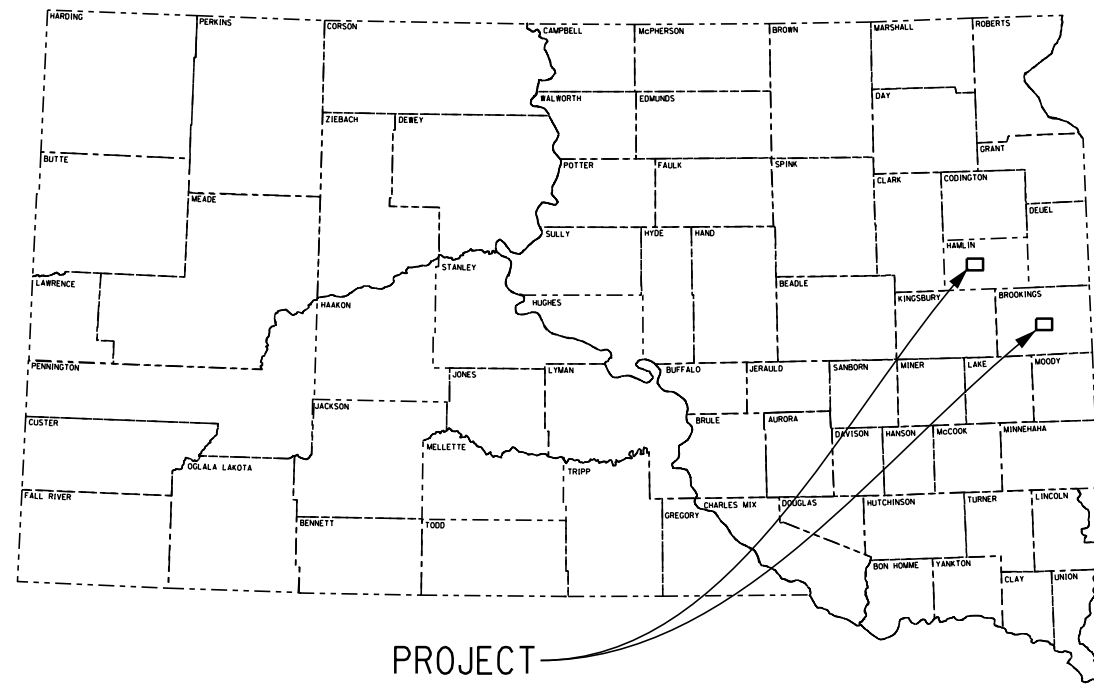 HARDING
PERKINS
CORSON
CAMPBELL
McPHERSON
BROWN
MARSHALL
ROBERTS
WALWORTH
EDMUNDS
DAY
ZIEBACH
DEWEY
GRANT
BUTTE
POTTER
FAULK
SPINK
CLARK
CODINGTON
MEADE
DEUEL
SULLY
HYDE
HAND
HAMLIN
STANLEY
LAWRENCE
BEADLE
HAAKON
HUGHES
KINGSBURY
BROOKINGS
PENNINGTON
JONES
LYMAN
BUFFALO
JERAULD
SANBORN
MINER
LAKE
MOODY
JACKSON
CUSTER
BRULE
AURORA
DAVISON
HANSON
McCOOK
MINNEHAHA
MELLETTE
OGLALA LAKOTA
TRIPP
FALL RIVER
GREGORY
CHARLES MIX
DOUGLAS
HUTCHINSON
TURNER
LINCOLN
BENNETT
TODD
BON HOMME
YANKTON
CLAY
UNION
PROJECT